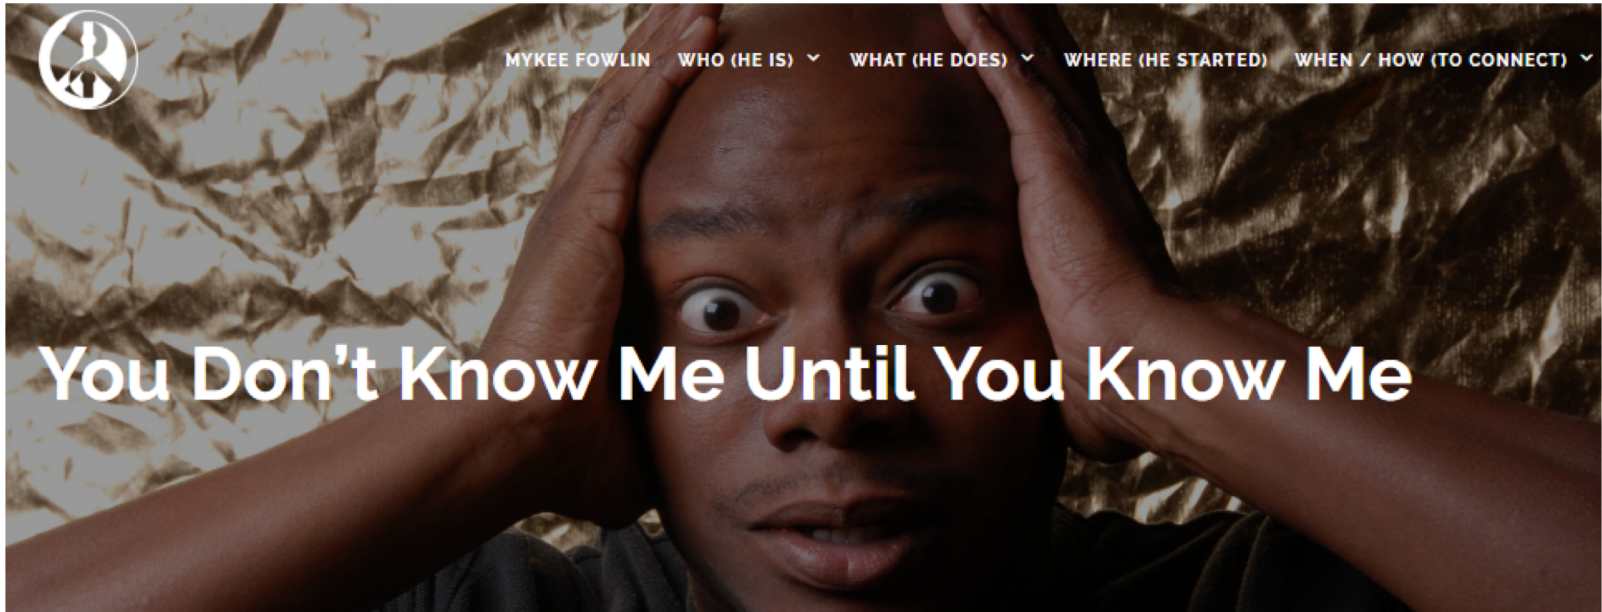 MYKEE FOWLIN WHO (HE IS) WHAT (HE DOES) WHERE (HE STARTED) WHEN / HOW (TO CONNECT)
You Don’t Know Me Until You Know Me